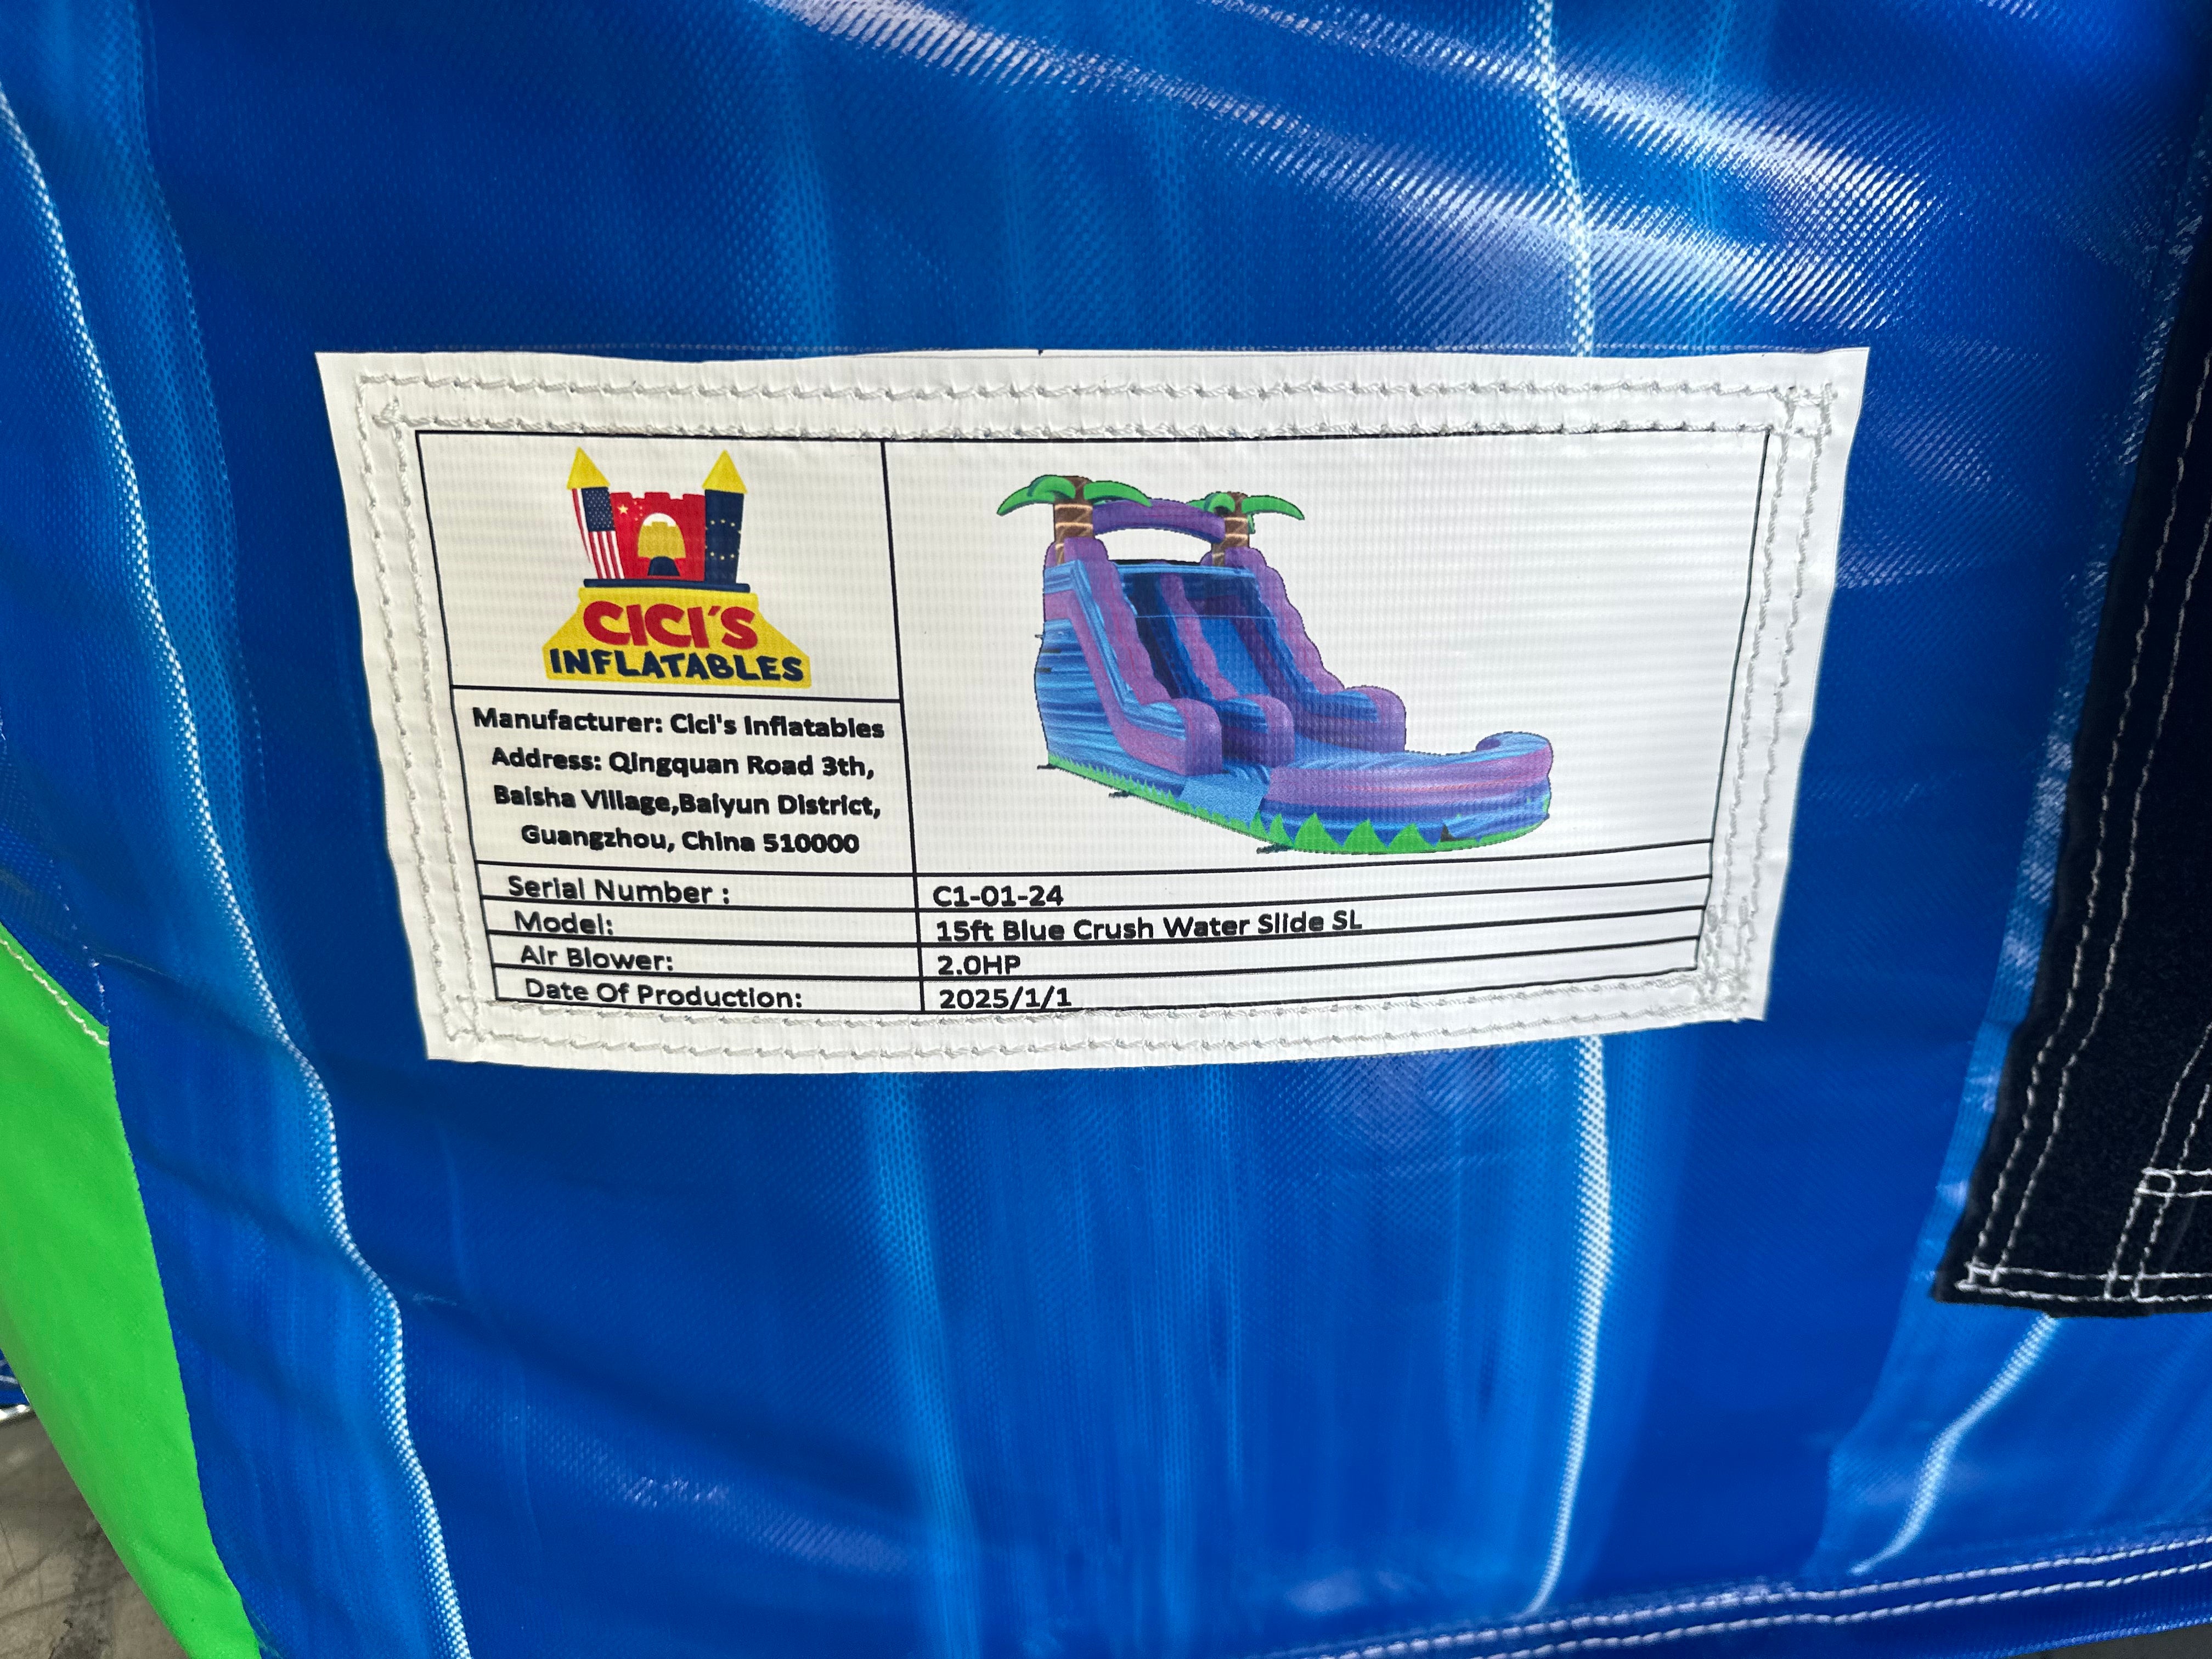 CICI'S
INFLATABLES
Manufacturer: Cici's Inflatables
Address: Qingquan Road 3th,
Baisha Village,Baiyun District,
Guangzhou, China 510000
Serial Number : C1-01-24
Model: 15ft Blue Crush Water Slide SL
Air Blower: 2.0HP
Date Of Production: 2025/1/1